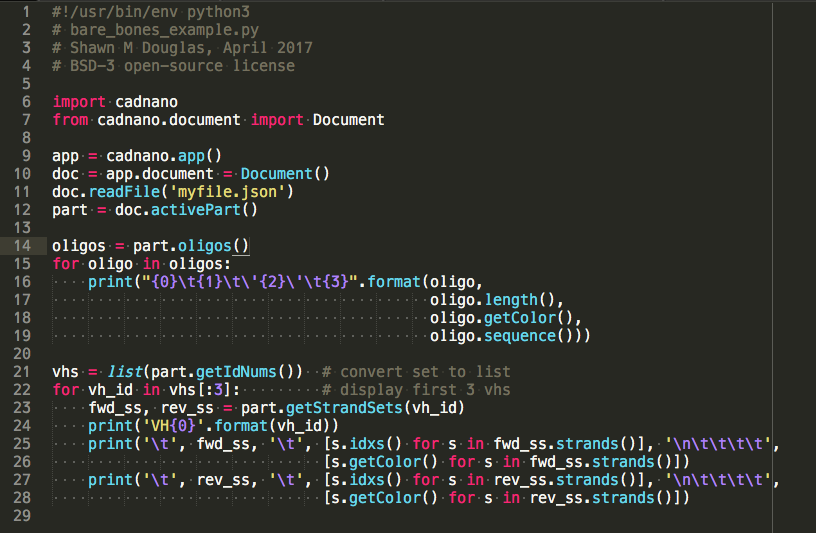 1 #!/usr/bin/env python3
2 # bare_bones_example.py
3 # Shawn M Douglas, April 2017
4 # BSD-3 open-source license
5
6 import cadnano
7 from cadnano.document import Document
8
9 app = cadnano.app()
10 doc = app.document = Document()
11 doc.readFile('myfile.json')
12 part = doc.activePart()
13
14 oligos = part.oligos()
15 for oligo in oligos:
16     print("{0}\t{1}\t\'{2}\'\t{3}".format(oligo,
17                                           oligo.length(),
18                                           oligo.getColor(),
19                                           oligo.sequence()))
20
21 vhs = list(part.getIdNums())  # convert set to list
22 for vh_id in vhs[:3]:         # display first 3 vhs
23     fwd_ss, rev_ss = part.getStrandSets(vh_id)
24     print('VH{0}'.format(vh_id))
25     print('\t', fwd_ss, '\t', [s.idxs() for s in fwd_ss.strands()], '\n\t\t\t\t',
26                               [s.getColor() for s in fwd_ss.strands()])
27     print('\t', rev_ss, '\t', [s.idxs() for s in rev_ss.strands()], '\n\t\t\t\t',
28                               [s.getColor() for s in rev_ss.strands()])
29